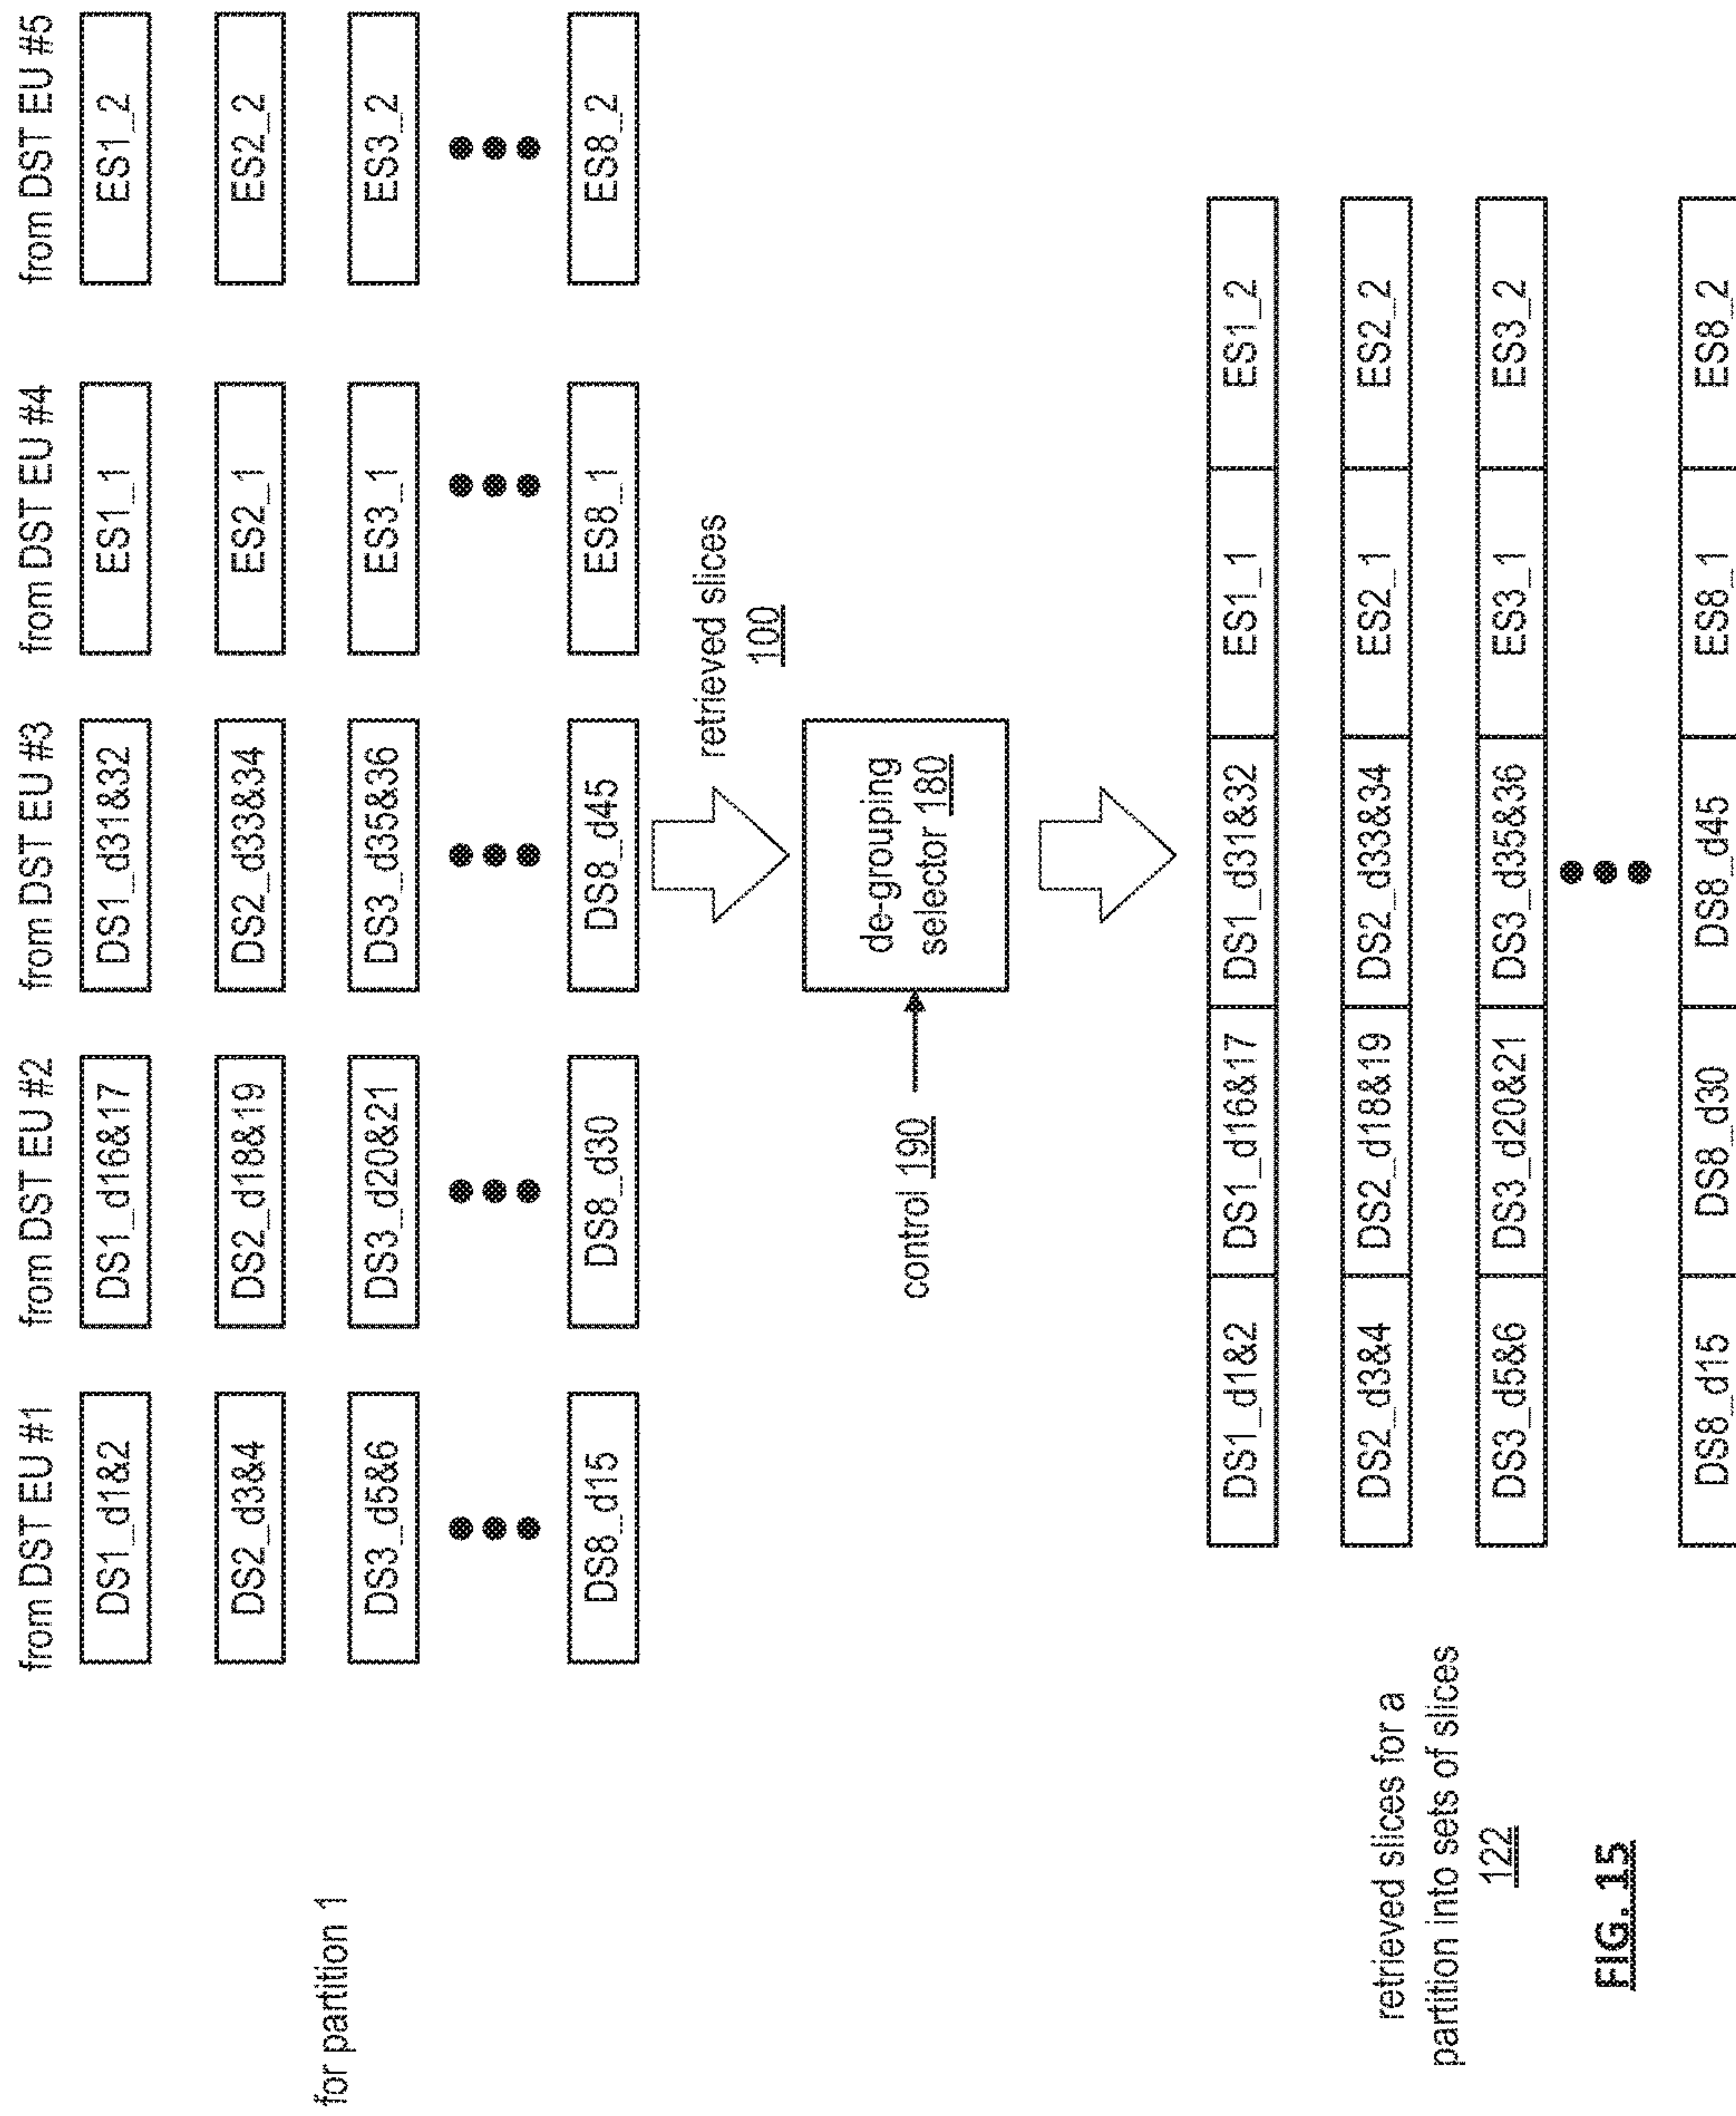 for partition 1
from DST EU #1
from DST EU #2
from DST EU #3
from DST EU #4
from DST EU #5
DS1_d1&2
DS1_d16&17
DS1_d31&32
ES1_1
ES1_2
DS2_d3&4
DS2_d18&19
DS2_d33&34
ES2_1
ES2_2
DS3_d5&6
DS3_d20&21
DS3_d35&36
ES3_1
ES3_2
DS8_d15
DS8_d30
DS8_d45
ES8_1
ES8_2
retrieved slices
100
control 190
de-grouping
selector 180
retrieved slices for a
partition into sets of slices
122
DS1_d1&2
DS1_d16&17
DS1_d31&32
ES1_1
ES1_2
DS2_d3&4
DS2_d18&19
DS2_d33&34
ES2_1
ES2_2
DS3_d5&6
DS3_d20&21
DS3_d35&36
ES3_1
ES3_2
DS8_d15
DS8_d30
DS8_d45
ES8_1
ES8_2
FIG. 15